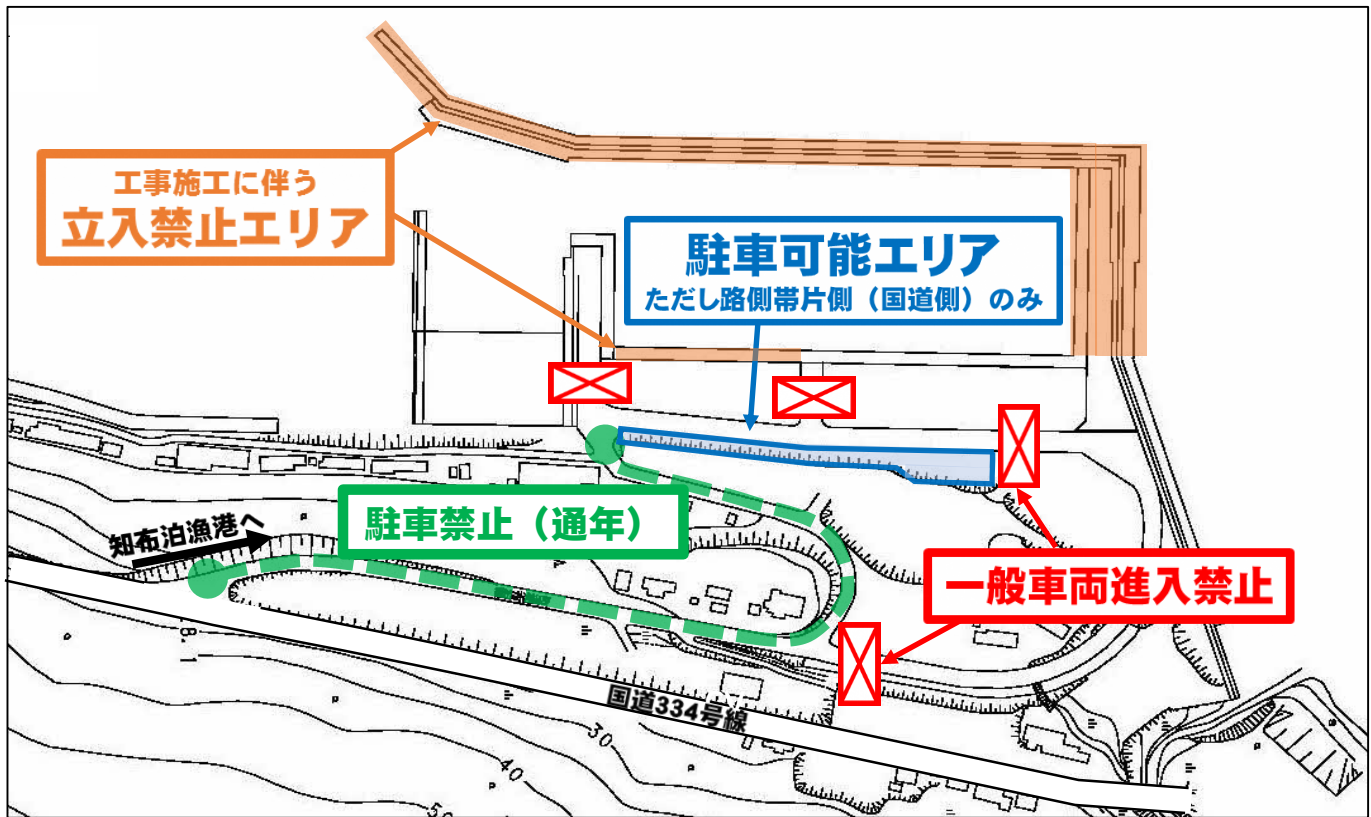 工事施工に伴う
立入禁止エリア
駐車可能エリア
ただし路側帯片側（国道側）のみ
駐車禁止（通年）
知布泊漁港へ
一般車両進入禁止
国道334号線
30
40